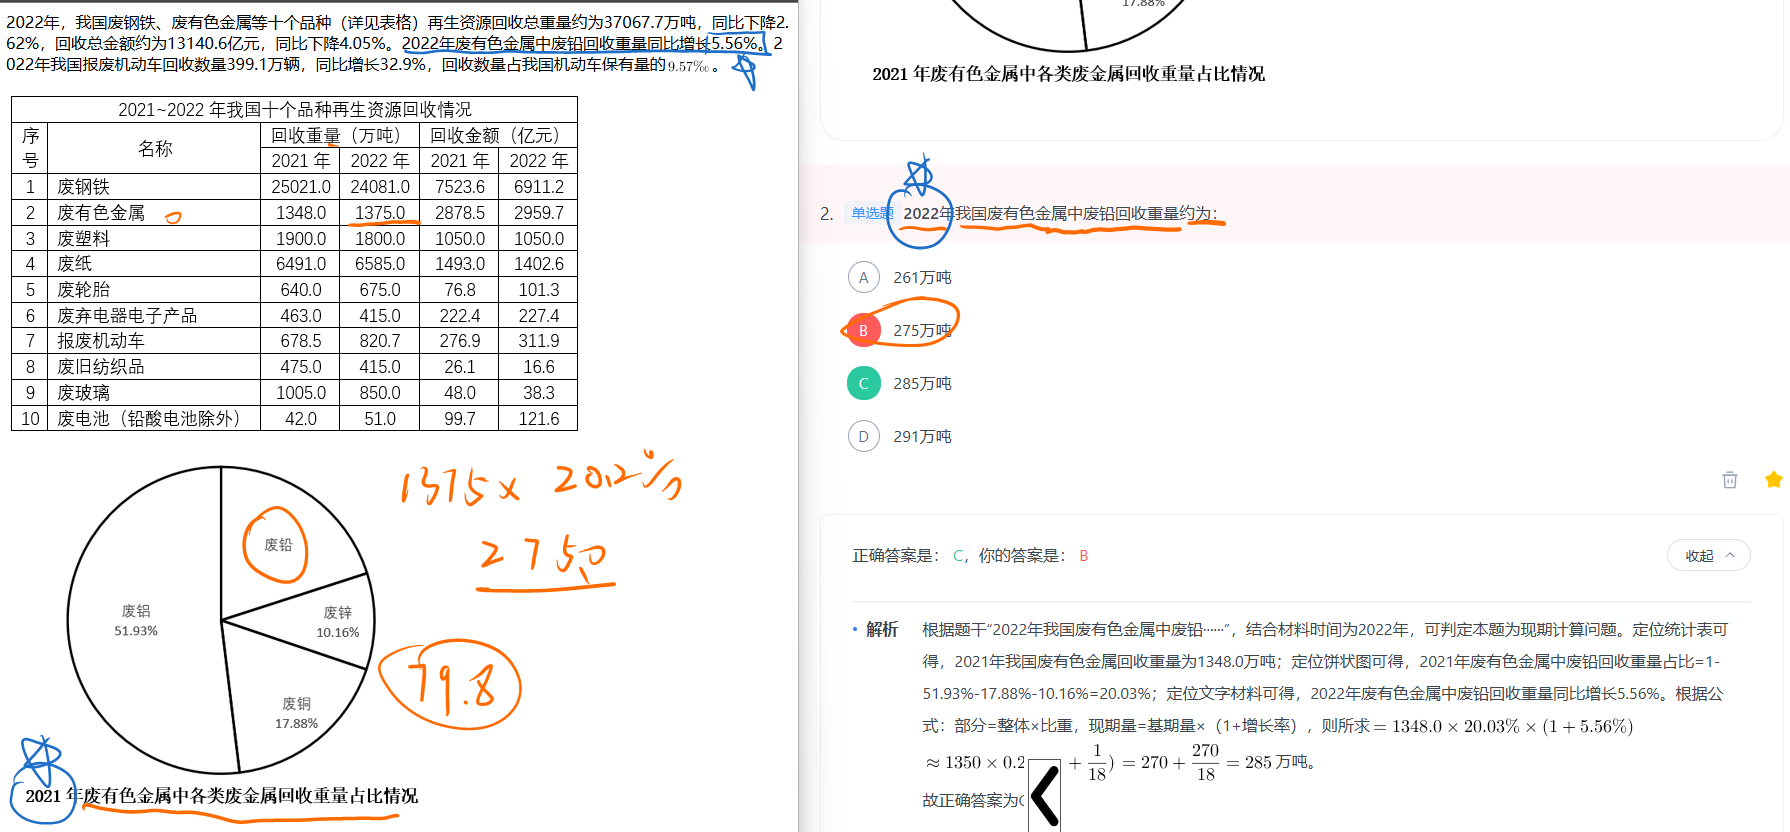 2022年，我国废钢铁、废有色金属等十个品种（详见表格）再生资源回收总重量约为37067.7万吨，同比下降2.
62%，回收总金额约为13140.6亿元，同比下降4.05%。2022年废有色金属中废铅回收重量同比增长5.56%。2
022年我国报废机动车回收数量399.1万辆，同比增长32.9%，回收数量占我国机动车保有量的9.57‰。
2021~2022 年我国十个品种再生资源回收情况
序号 名称 回收重量（万吨） 回收金额（亿元）
2021 年 2022 年 2021 年 2022 年
1 废钢铁 25021.0 24081.0 7523.6 6911.2
2 废有色金属 1348.0 1375.0 2878.5 2959.7
3 废塑料 1900.0 1800.0 1050.0 1050.0
4 废纸 6491.0 6585.0 1493.0 1402.6
5 废轮胎 640.0 675.0 76.8 101.3
6 废弃电器电子产品 463.0 415.0 222.4 227.4
7 报废机动车 678.5 820.7 276.9 311.9
8 废旧纺织品 475.0 415.0 26.1 16.6
9 废玻璃 1005.0 850.0 48.0 38.3
10 废电池（铅酸电池除外） 42.0 51.0 99.7 121.6
1375× 20.2%
275.0
79.8
废铅
废铝
51.93%
废锌
10.16%
废铜
17.88%
2021 年废有色金属中各类废金属回收重量占比情况
17.88%
2021 年废有色金属中各类废金属回收重量占比情况
2. 单选题 2022年我国废有色金属中废铅回收重量约为：
A 261万吨
B 275万吨
C 285万吨
D 291万吨
正确答案是： C， 你的答案是： B
收起
解析 根据题干“2022年我国废有色金属中废铅······”，结合材料时间为2022年，可判定本题为现期计算问题。定位统计表可
得，2021年我国废有色金属回收重量为1348.0万吨；定位饼状图可得，2021年废有色金属中废铅回收重量占比=1-
51.93%-17.88%-10.16%=20.03%；定位文字材料可得，2022年废有色金属中废铅回收重量同比增长5.56%。根据公
式：部分=整体×比重，现期量=基期量×（1+增长率），则所求 = 1348.0 × 20.03% × (1 + 5.56%)
≈ 1350 × 0.2 + 1/18) = 270 + 270/18 = 285 万吨。
故正确答案为